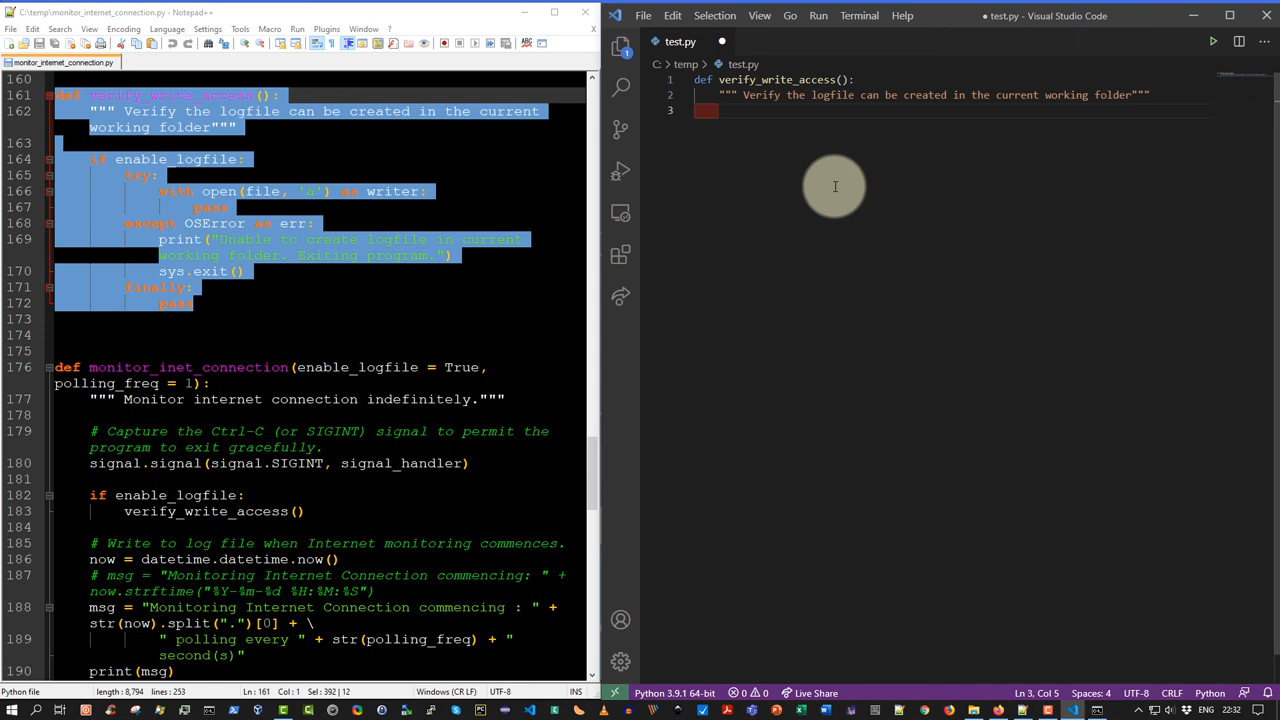 C:\temp\monitor_internet_connection.py - Notepad++
File Edit Search View Encoding Language Settings Tools Macro Run Plugins Window ?
monitor_internet_connection.py
160
161 def verify_write_access():
162 """ Verify the logfile can be created in the current
working folder"""
163
164 if enable_logfile:
165 try:
166 with open(file, 'a') as writer:
167 pass
168 except OSError as err:
169 print("Unable to create logfile in current
working folder. Exiting program.")
170 sys.exit()
171 finally:
172 pass
173
174
175
176 def monitor_inet_connection(enable_logfile = True,
polling_freq = 1):
177 """ Monitor internet connection indefinitely."""
178
179 # Capture the Ctrl-C (or SIGINT) signal to permit the
program to exit gracefully.
180 signal.signal(signal.SIGINT, signal_handler)
181
182 if enable_logfile:
183 verify_write_access()
184
185 # Write to log file when Internet monitoring commences.
186 now = datetime.datetime.now()
187 # msg = "Monitoring Internet Connection commencing: " +
now.strftime("%Y-%m-%d %H:%M:%S")
188 msg = "Monitoring Internet Connection commencing : " +
str(now).split(".")[0] + \
189 " polling every " + str(polling_freq) + "
second(s)"
190 print(msg)
Python file length : 8,794 lines : 253 Ln : 161 Col : 1 Sel : 392 | 12 Windows (CR LF) UTF-8 INS
File Edit Selection View Go Run Terminal Help ● test.py - Visual Studio Code
test.py
C: > temp > test.py
1 def verify_write_access():
2 """ Verify the logfile can be created in the current working folder"""
3
1
Python 3.9.1 64-bit 0 0 Live Share Ln 3, Col 5 Spaces: 4 UTF-8 CRLF Python
ENG 22:32